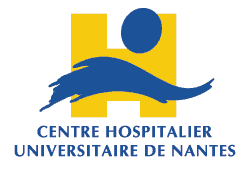 CENTRE HOSPITALIER
UNIVERSITAIRE DE NANTES